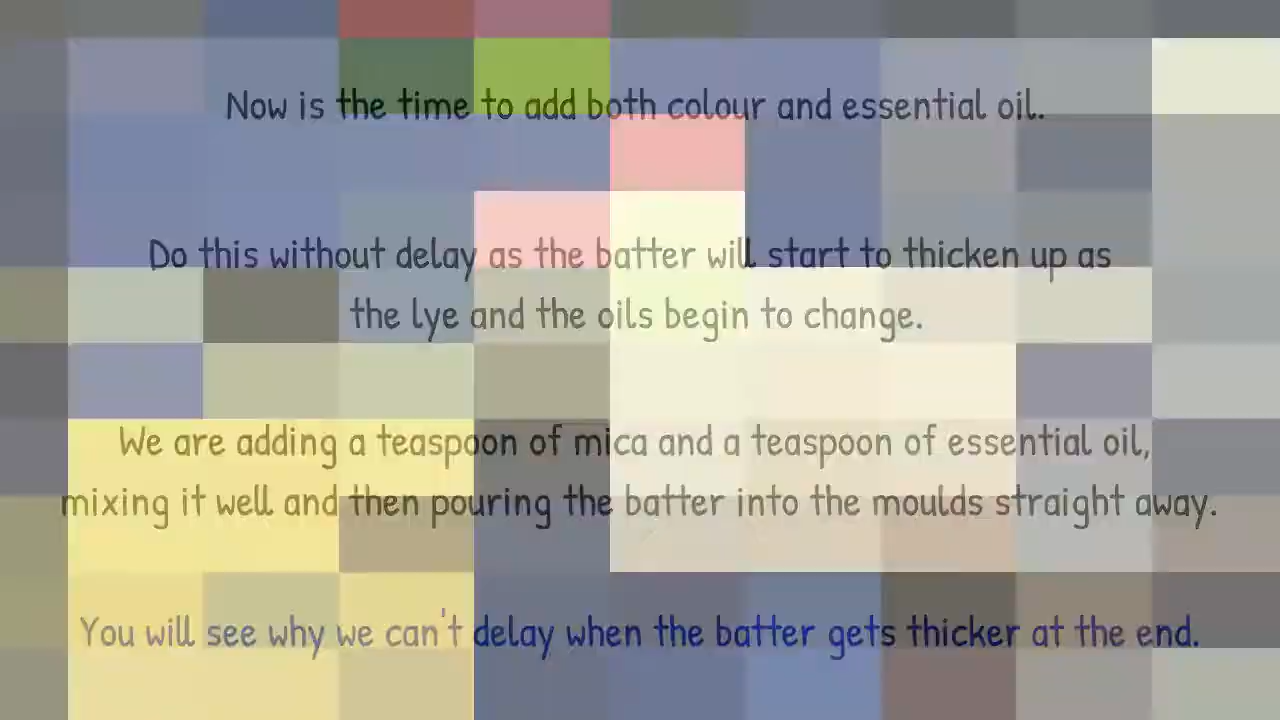 Now is the time to add both colour and essential oil.
Do this without delay as the batter will start to thicken up as
the lye and the oils begin to change.
We are adding a teaspoon of mica and a teaspoon of essential oil,
mixing it well and then pouring the batter into the moulds straight away.
You will see why we can't delay when the batter gets thicker at the end.